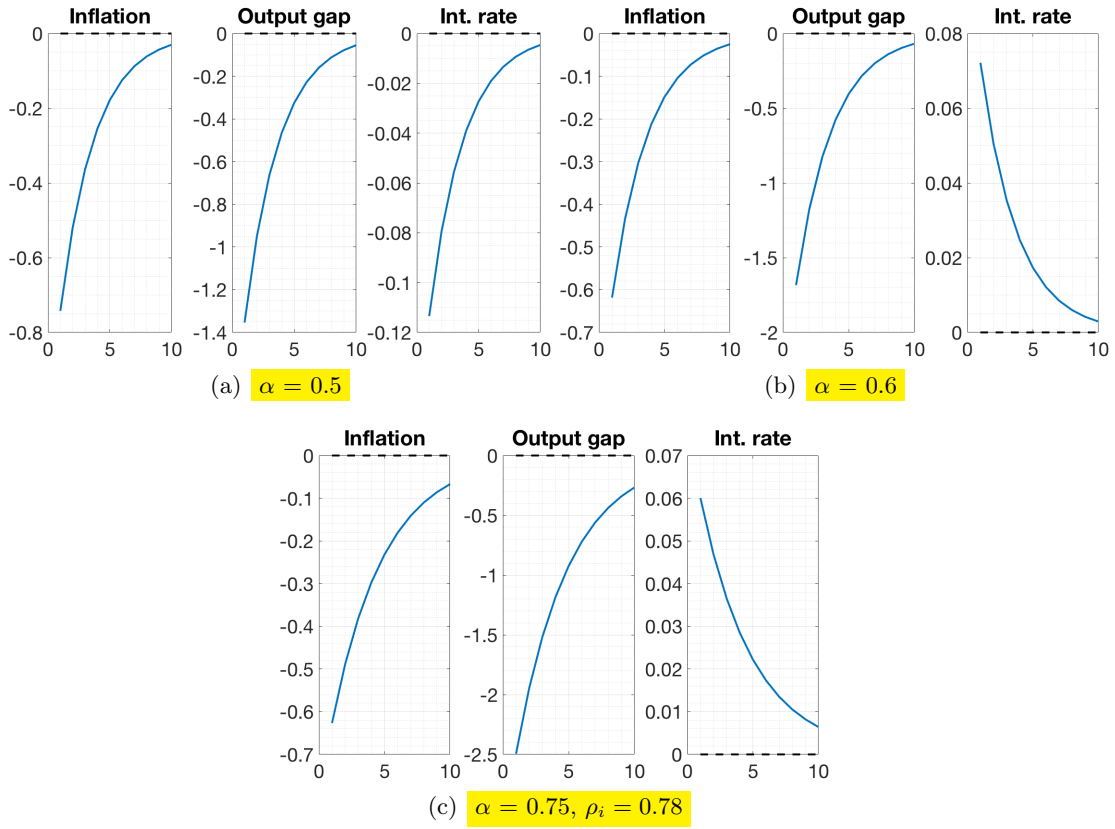 Inflation Output gap Int. rate Inflation Output gap Int. rate
0 -0.2 -0.4 -0.6 -0.8
0 5 10
0 -0.2 -0.4 -0.6 -0.8 -1 -1.2 -1.4
0 5 10
0 -0.02 -0.04 -0.06 -0.08 -0.1 -0.12
0 5 10
0 -0.1 -0.2 -0.3 -0.4 -0.5 -0.6 -0.7
0 5 10
0 -0.5 -1 -1.5 -2
0 5 10
0.08 0.06 0.04 0.02 0
0 5 10
(a) α = 0.5
(b) α = 0.6
Inflation Output gap Int. rate
0 -0.1 -0.2 -0.3 -0.4 -0.5 -0.6 -0.7
0 5 10
0 -0.5 -1 -1.5 -2 -2.5
0 5 10
0.07 0.06 0.05 0.04 0.03 0.02 0.01 0
0 5 10
(c) α = 0.75, ρi = 0.78